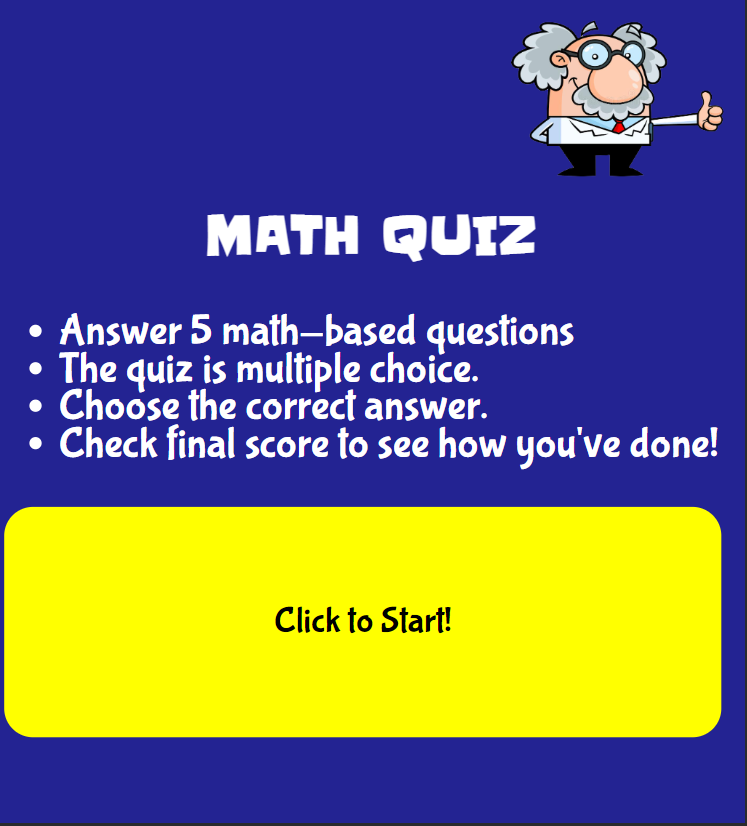 MATH QUIZ
• Answer 5 math-based questions
• The quiz is multiple choice.
• Choose the correct answer.
• Check final score to see how you've done!
Click to Start!